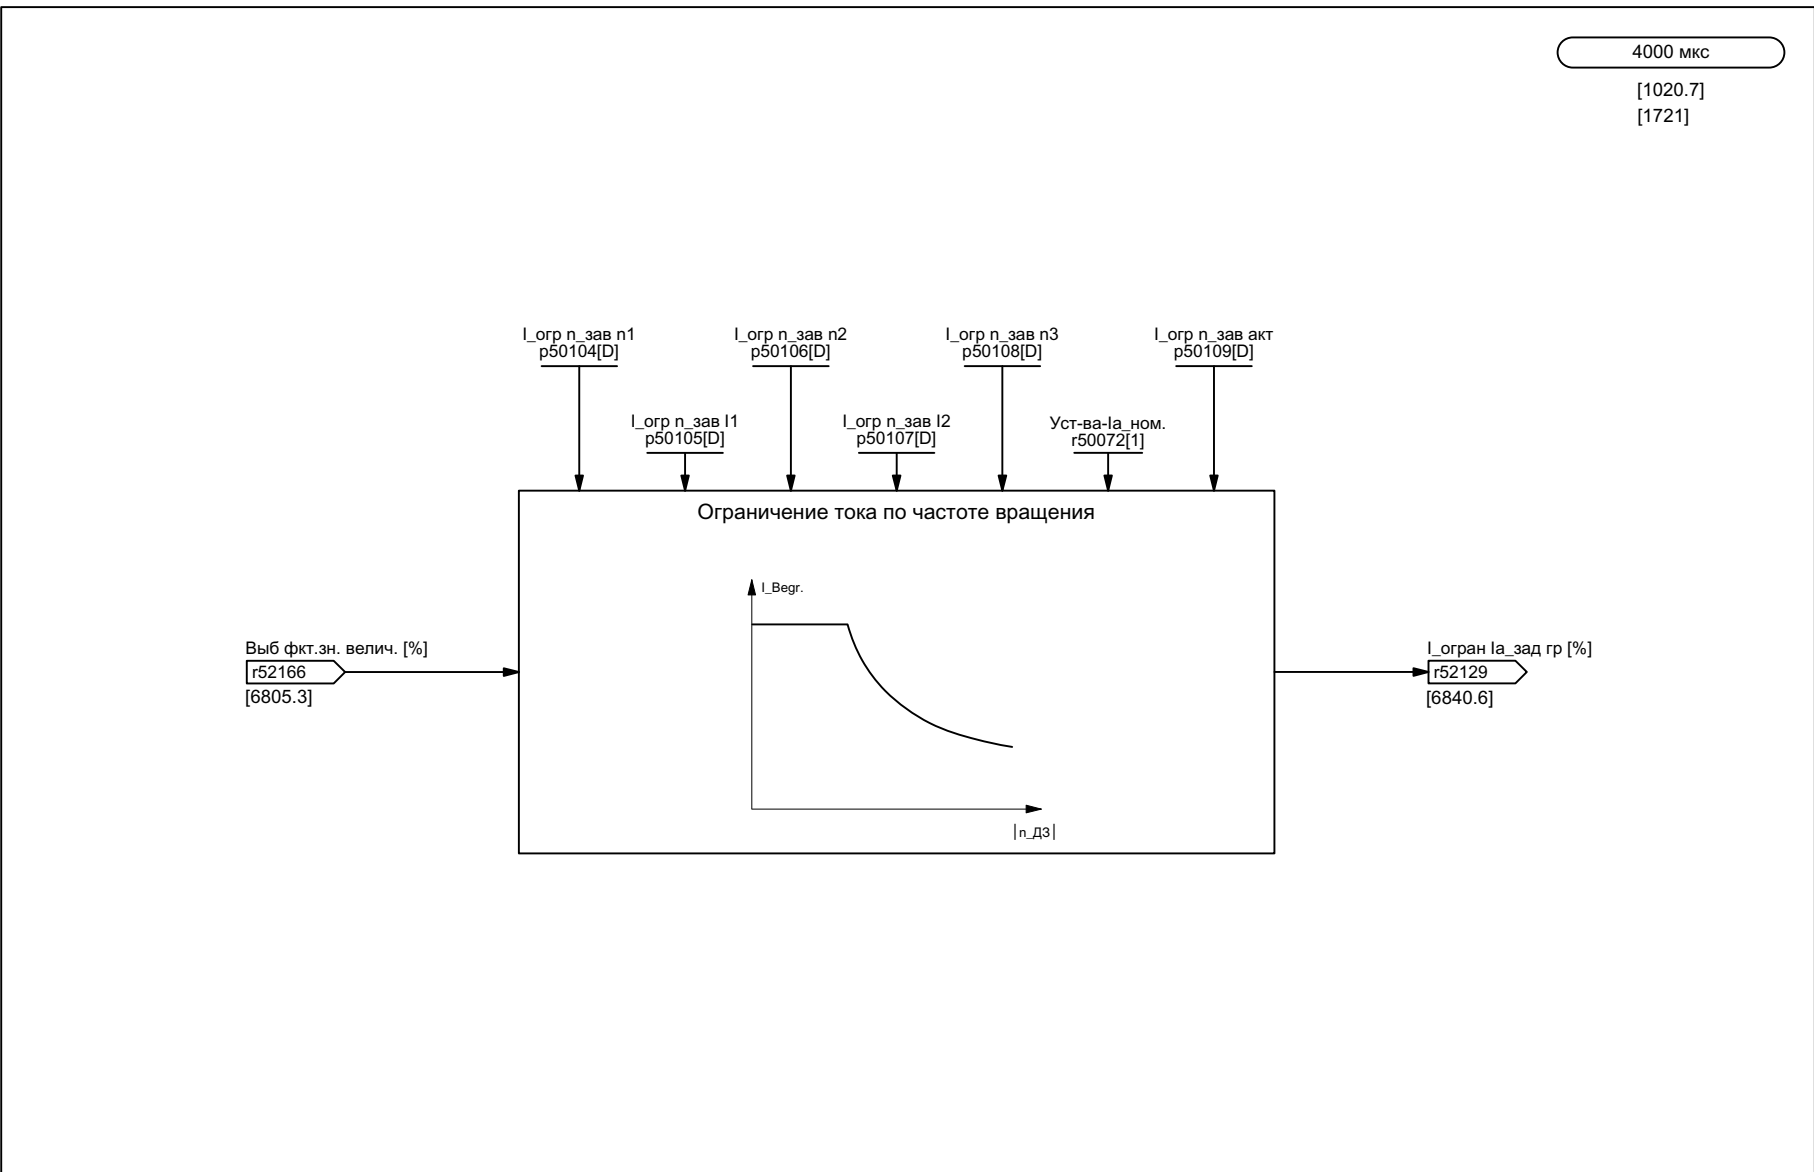 4000 мкс
[1020.7]
[1721]
I_огр n_зав n1
p50104[D]
I_огр n_зав n2
p50106[D]
I_огр n_зав n3
p50108[D]
I_огр n_зав акт
p50109[D]
I_огр n_зав I1
p50105[D]
I_огр n_зав I2
p50107[D]
Уст-ва-Ia_ном.
r50072[1]
Ограничение тока по частоте вращения
I_Begr.
Выб фкт.зн. велич. [%]
r52166
[6805.3]
I_огран Ia_зад гр [%]
r52129
[6840.6]
|n_ДЗ|